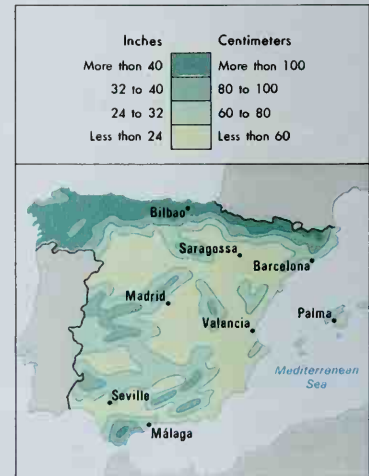 Inches Centimeters
More than 40 More than 100
32 to 40 80 to 100
24 to 32 60 to 80
Less than 24 Less than 60
Bilbao
Saragossa
Barcelona
Madrid
Palma
Valencia
Mediterranean
Sea
Seville
Málaga